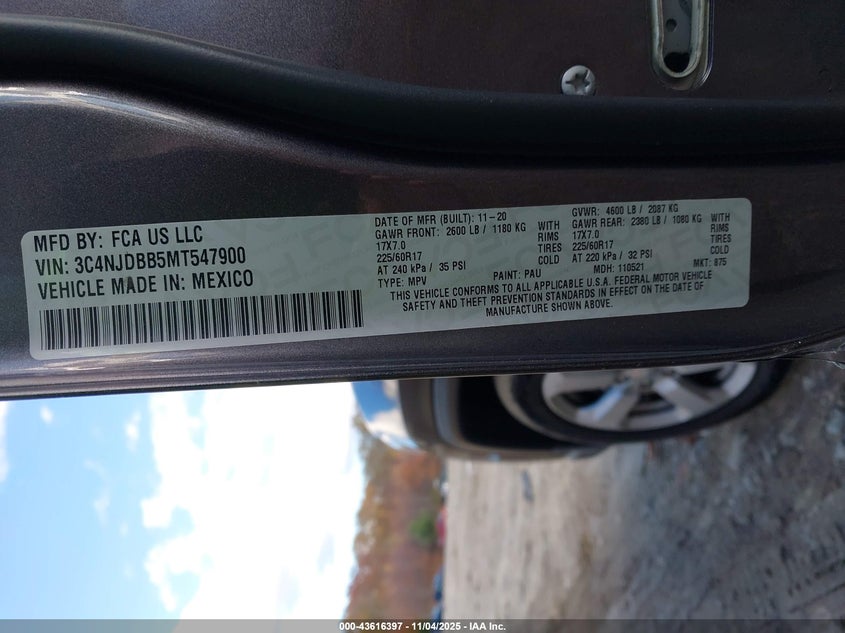 MFD BY: FCA US LLC
VIN: 3C4NJDBB5MT547900
VEHICLE MADE IN: MEXICO
DATE OF MFR (BUILT): 11-20 GVWR: 4600 LB / 2087 KG
GAWR FRONT: 2600 LB / 1180 KG WITH GAWR REAR: 2380 LB / 1080 KG WITH
17X7.0 RIMS 17X7.0 RIMS
225/60R17 TIRES 225/60R17 TIRES
AT 240 kPa / 35 PSI COLD AT 220 kPa / 32 PSI COLD
TYPE: MPV PAINT: PAU MDH: 110521 MKT: 875
THIS VEHICLE CONFORMS TO ALL APPLICABLE U.S.A. FEDERAL MOTOR VEHICLE
SAFETY AND THEFT PREVENTION STANDARDS IN EFFECT ON THE DATE OF
MANUFACTURE SHOWN ABOVE.
000-43616397 - 11/04/2025 - IAA Inc.